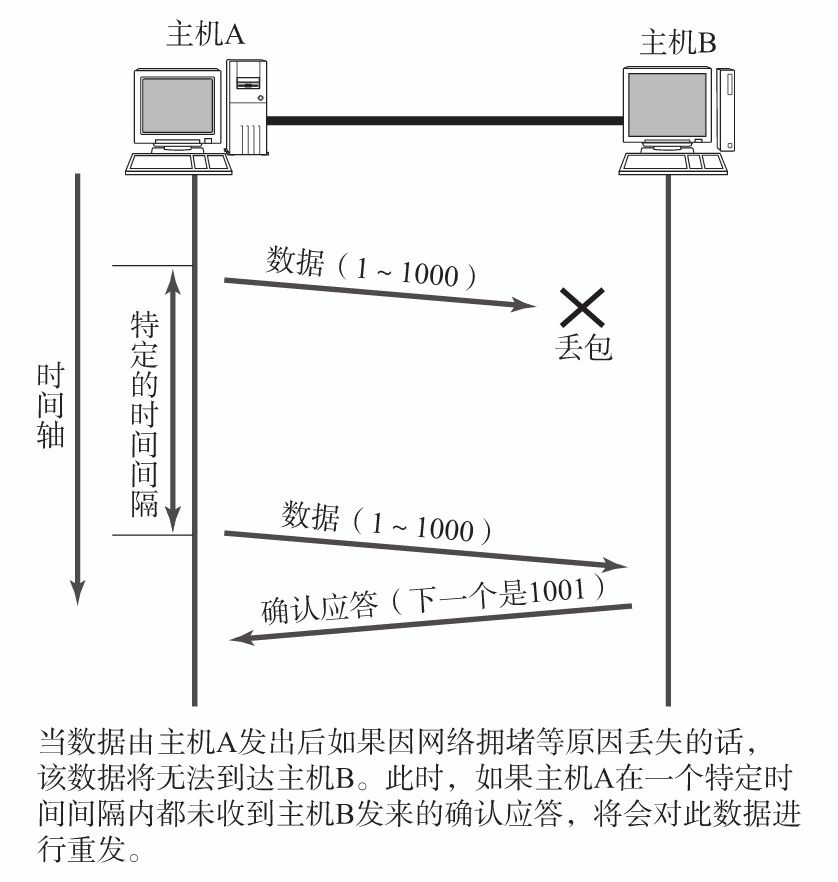 主机A
主机B
数据（1~1000）
丢包
特定的时间间隔
时间轴
数据（1~1000）
确认应答（下一个是1001）
当数据由主机A发出后如果因网络拥堵等原因丢失的话，
该数据将无法到达主机B。此时，如果主机A在一个特定时
间间隔内都未收到主机B发来的确认应答，将会对此数据进
行重发。